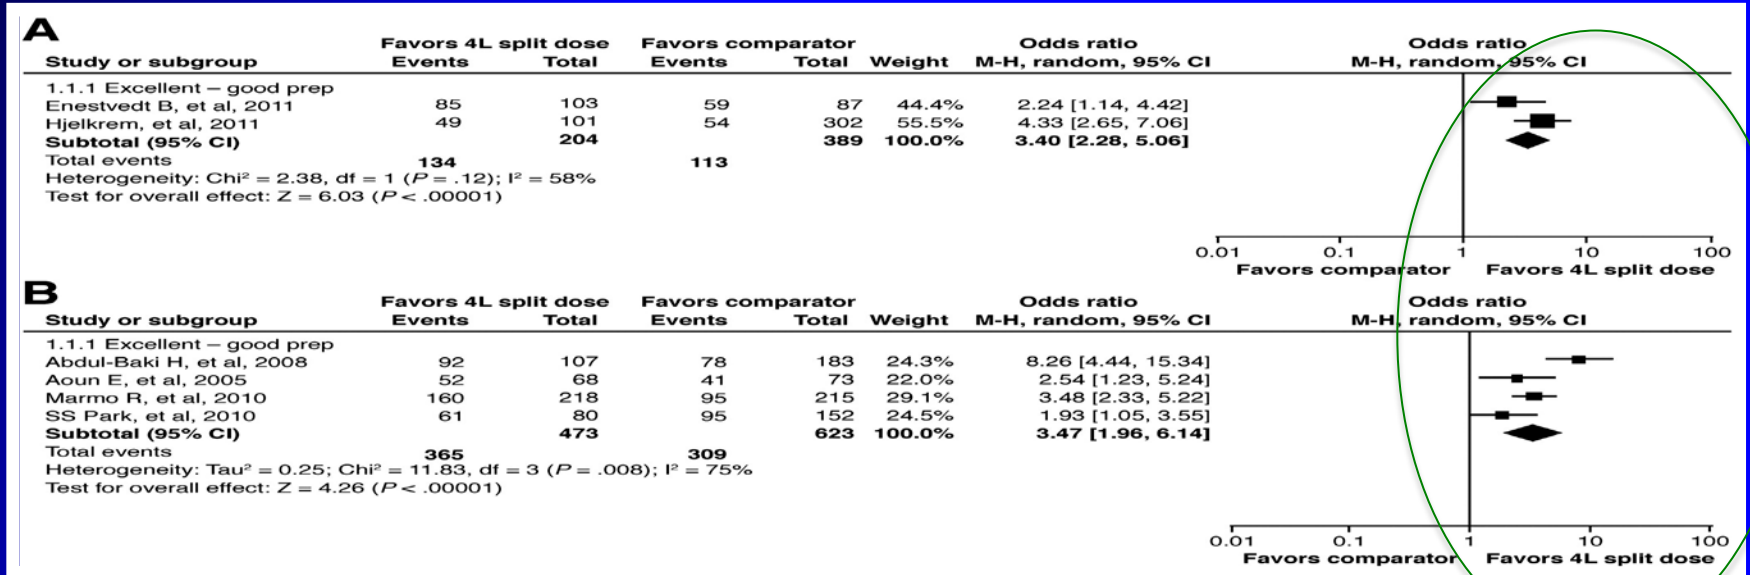 A
Favors 4L split dose Favors comparator Odds ratio Odds ratio
Study or subgroup Events Total Events Total Weight M-H, random, 95% CI M-H, random, 95% CI
1.1.1 Excellent – good prep
Enestvedt B, et al, 2011 85 103 59 87 44.4% 2.24 [1.14, 4.42]
Hjelkrem, et al, 2011 49 101 54 302 55.5% 4.33 [2.65, 7.06]
Subtotal (95% CI) 204 389 100.0% 3.40 [2.28, 5.06]
Total events 134 113
Heterogeneity: Chi² = 2.38, df = 1 (P = .12); I² = 58%
Test for overall effect: Z = 6.03 (P < .00001)
0.01 0.1 1 10 100
Favors comparator Favors 4L split dose
B
Favors 4L split dose Favors comparator Odds ratio Odds ratio
Study or subgroup Events Total Events Total Weight M-H, random, 95% CI M-H, random, 95% CI
1.1.1 Excellent – good prep
Abdul-Baki H, et al, 2008 92 107 78 183 24.3% 8.26 [4.44, 15.34]
Aoun E, et al, 2005 52 68 41 73 22.0% 2.54 [1.23, 5.24]
Marmo R, et al, 2010 160 218 95 215 29.1% 3.48 [2.33, 5.22]
SS Park, et al, 2010 61 80 95 152 24.5% 1.93 [1.05, 3.55]
Subtotal (95% CI) 473 623 100.0% 3.47 [1.96, 6.14]
Total events 365 309
Heterogeneity: Tau² = 0.25; Chi² = 11.83, df = 3 (P = .008); I² = 75%
Test for overall effect: Z = 4.26 (P < .00001)
0.01 0.1 1 10 100
Favors comparator Favors 4L split dose